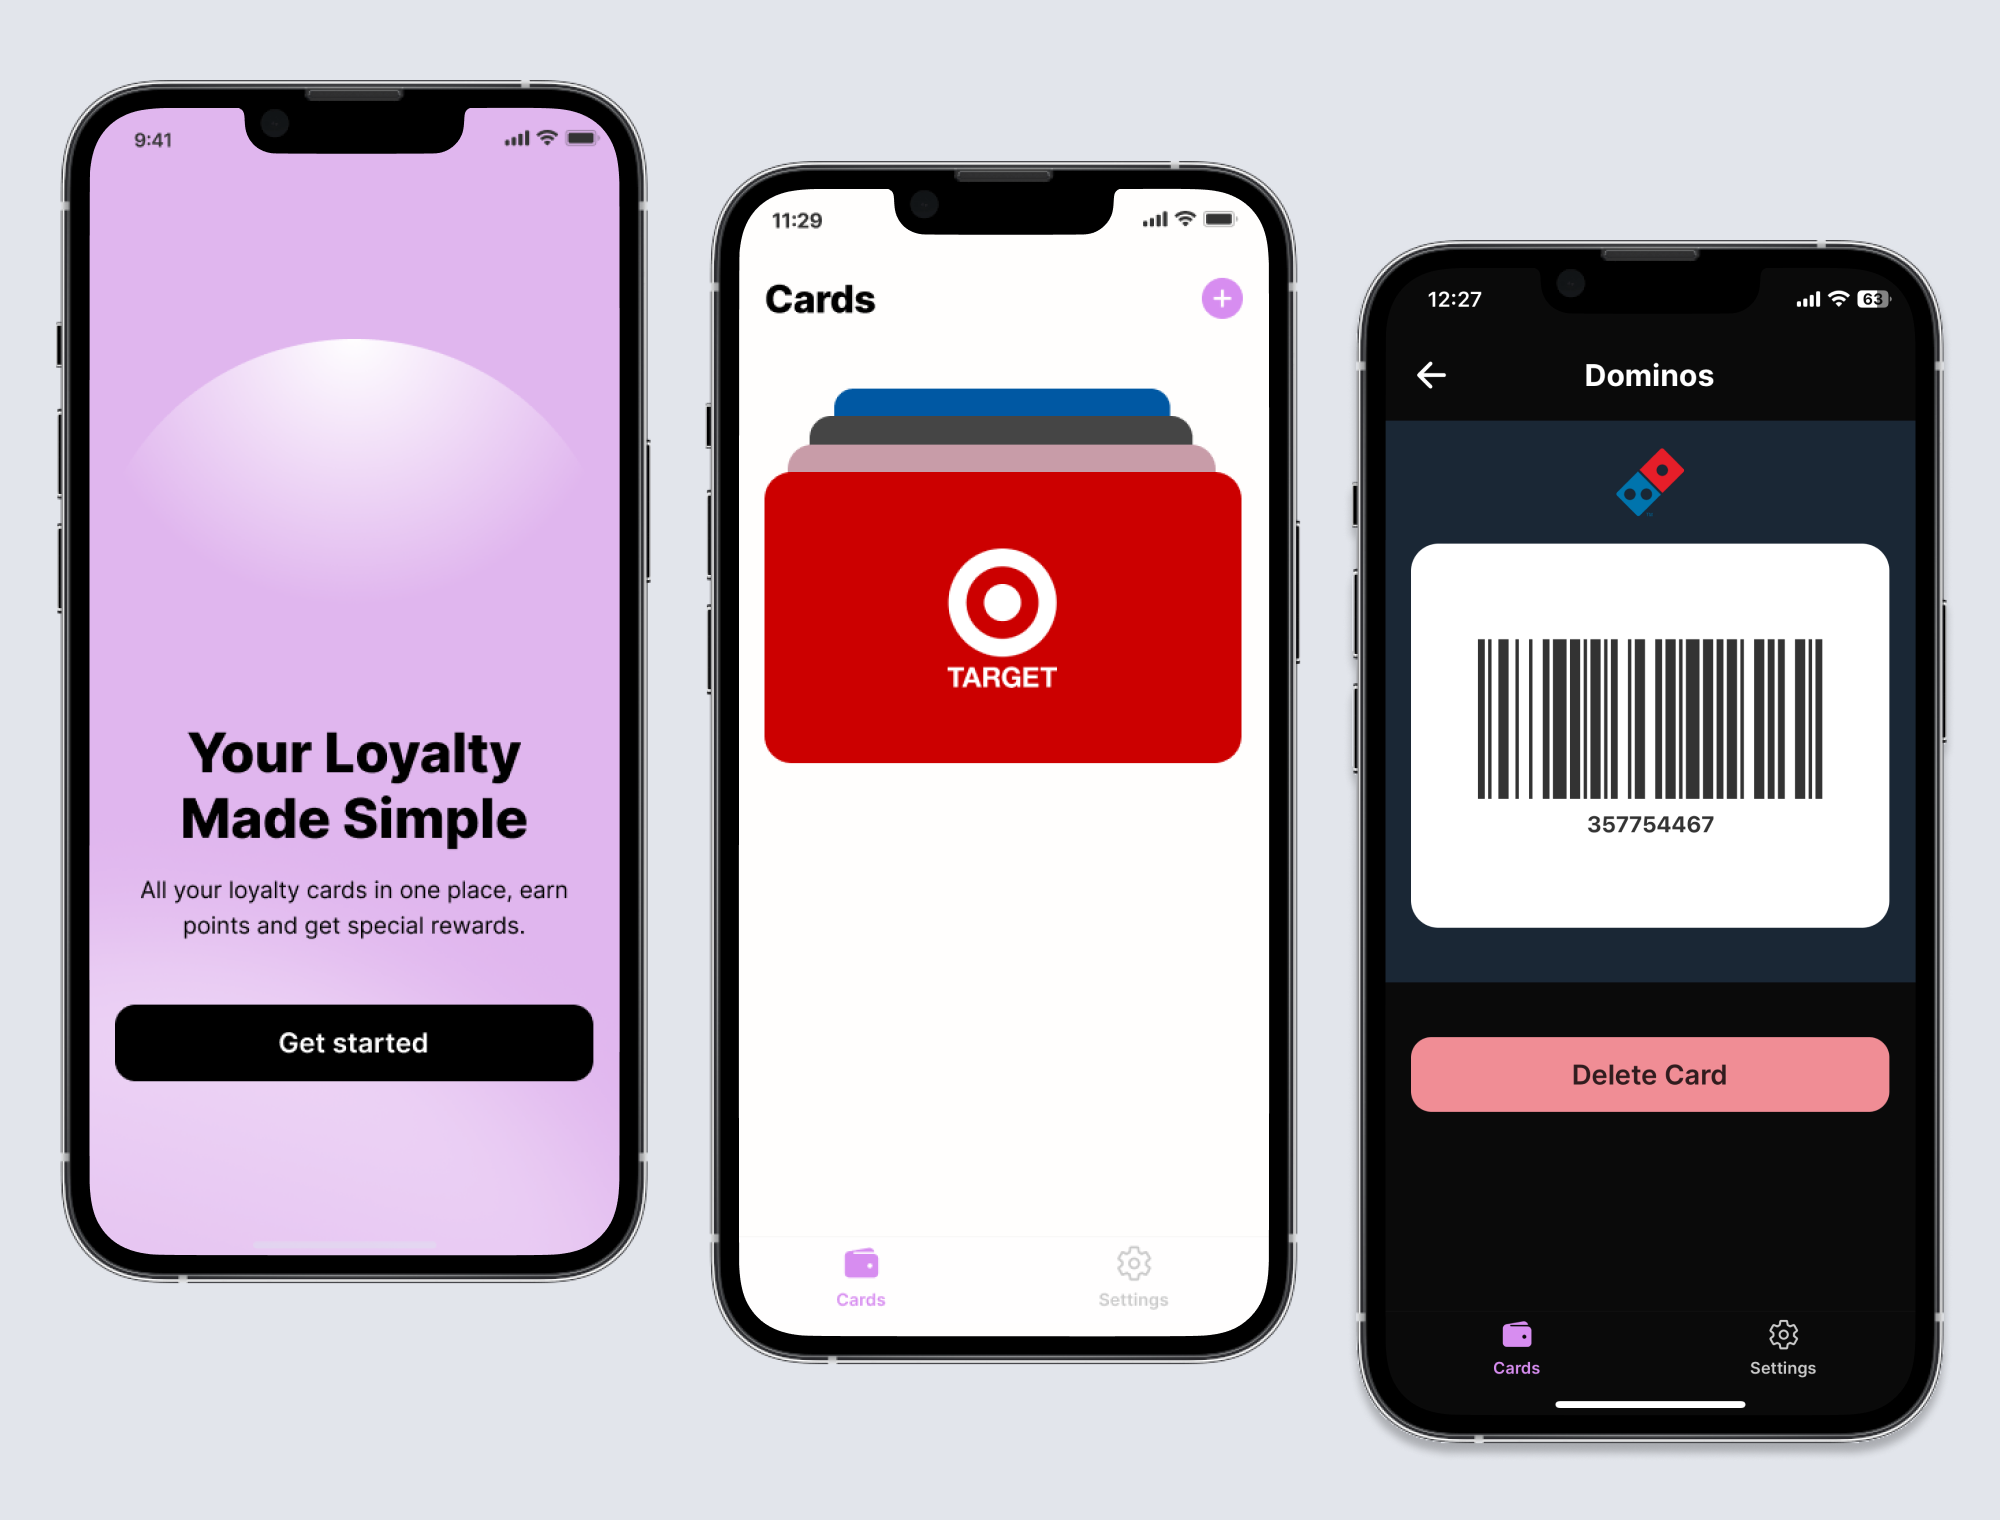 9:41
Your Loyalty
Made Simple
All your loyalty cards in one place, earn
points and get special rewards.
Get started
11:29
Cards
TARGET
Cards
Settings
12:27
63
Dominos
357754467
Delete Card
Cards
Settings